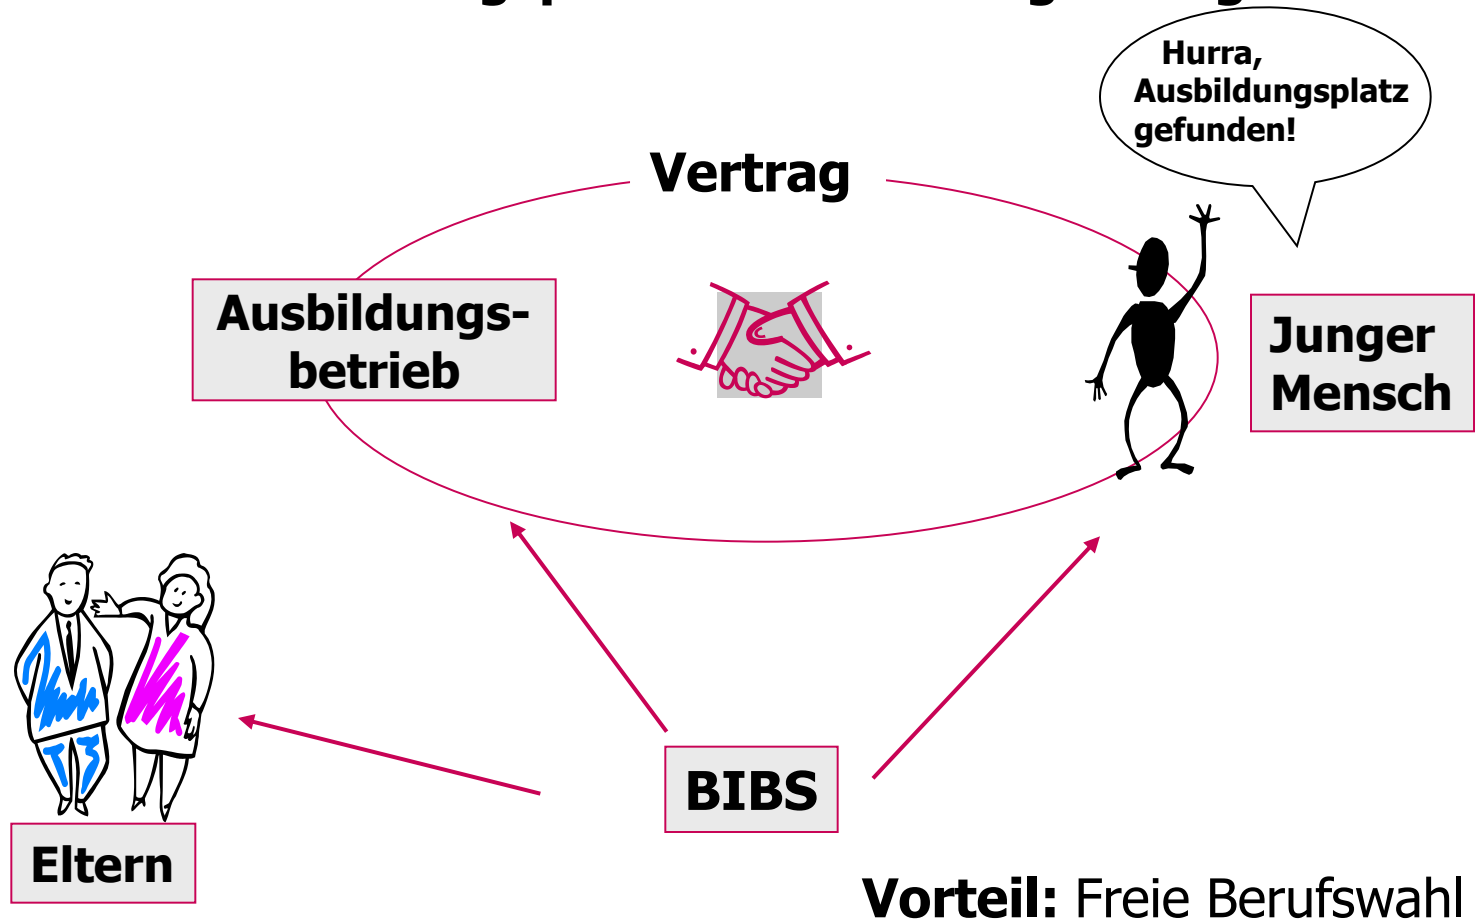 Hurra,
Ausbildungsplatz
gefunden!
Vertrag
Ausbildungs-
betrieb
Junger
Mensch
BIBS
Eltern
Vorteil: Freie Berufswahl